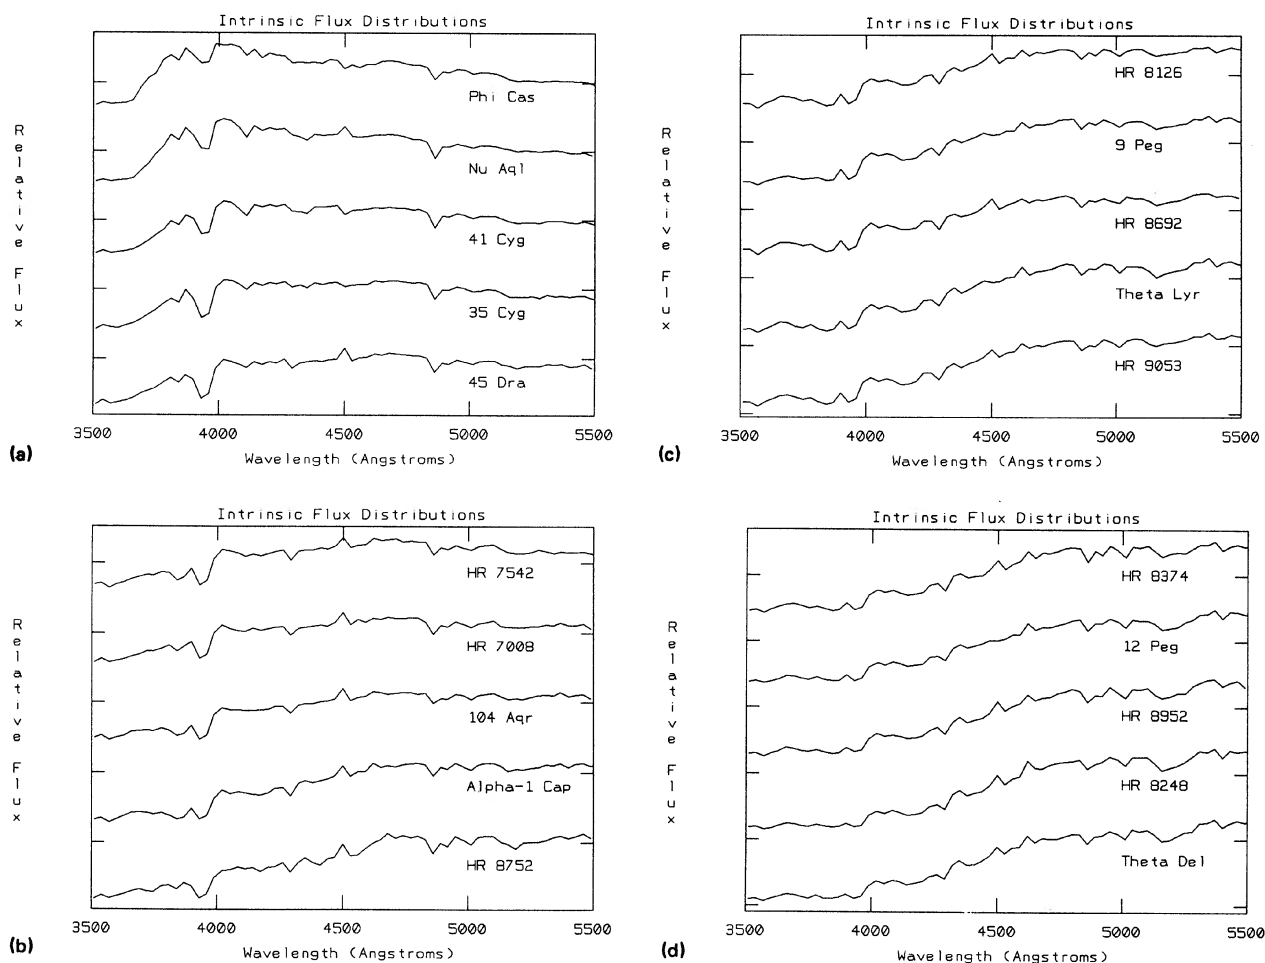 Intrinsic Flux Distributions
Relative Flux
Phi Cas
Nu Aql
41 Cyg
35 Cyg
45 Dra
3500 4000 4500 5000 5500
Wavelength (Angstroms)
(a)
Intrinsic Flux Distributions
Relative Flux
HR 7542
HR 7008
104 Aqr
Alpha-1 Cap
HR 8752
3500 4000 4500 5000 5500
Wavelength (Angstroms)
(b)
Intrinsic Flux Distributions
Relative Flux
HR 8126
9 Peg
HR 8692
Theta Lyr
HR 9053
3500 4000 4500 5000 5500
Wavelength (Angstroms)
(c)
Intrinsic Flux Distributions
Relative Flux
HR 8374
12 Peg
HR 8952
HR 8248
Theta Del
3500 4000 4500 5000 5500
Wavelength (Angstroms)
(d)